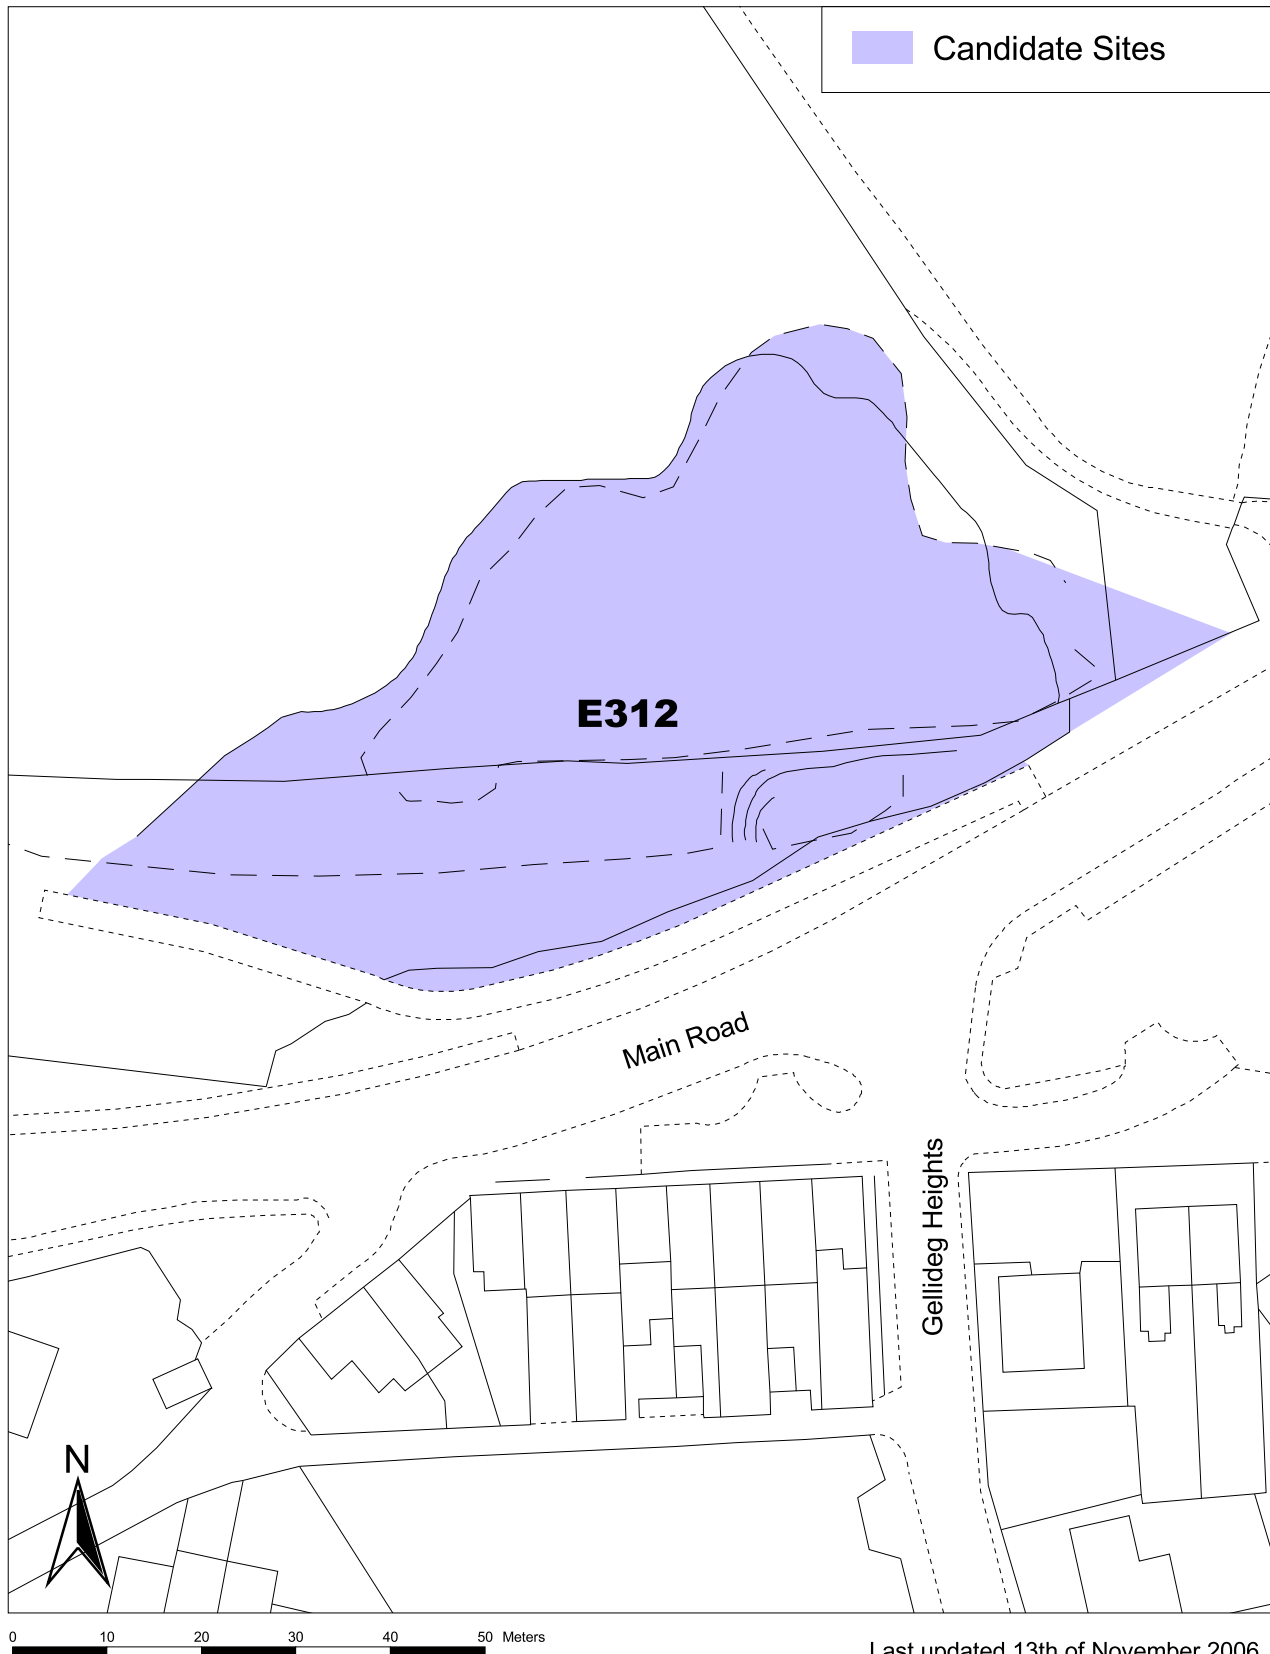 Candidate Sites
E312
Main Road
Gellideg Heights
N
0 10 20 30 40 50 Meters
Last updated 13th of November 2006